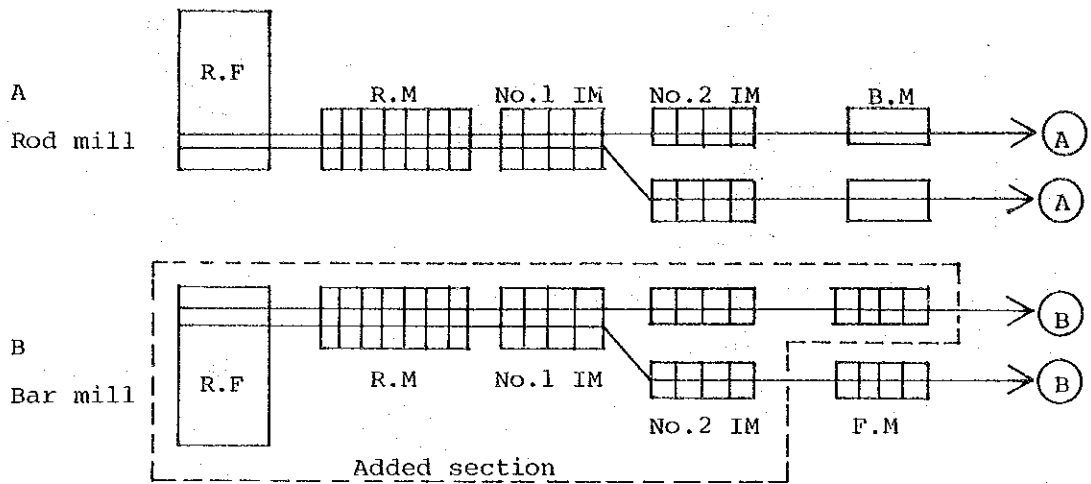 R.F
A
Rod mill
R.M
No.1 IM
No.2 IM
B.M
A
A
B
Bar mill
R.F
R.M
No.1 IM
No.2 IM
F.M
B
B
Added section